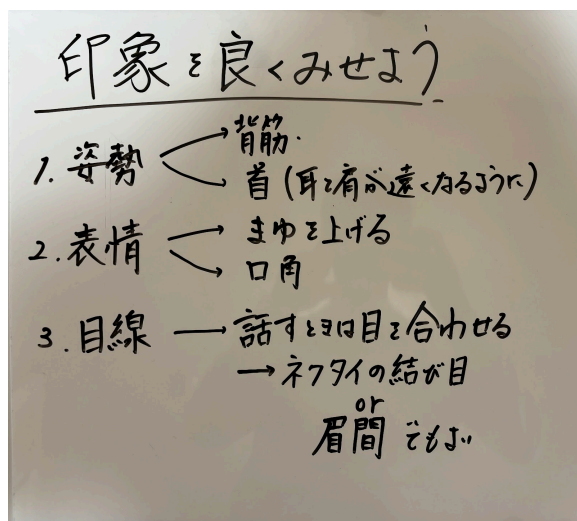 印象を良くみせよう
1. 姿勢 → 背筋.
→ 首 (耳と肩が遠くなるように)
2. 表情 → まゆを上げる
→ 口角
3. 目線 → 話すときは目を合わせる
→ ネクタイの結び目
or
眉間 でもよい